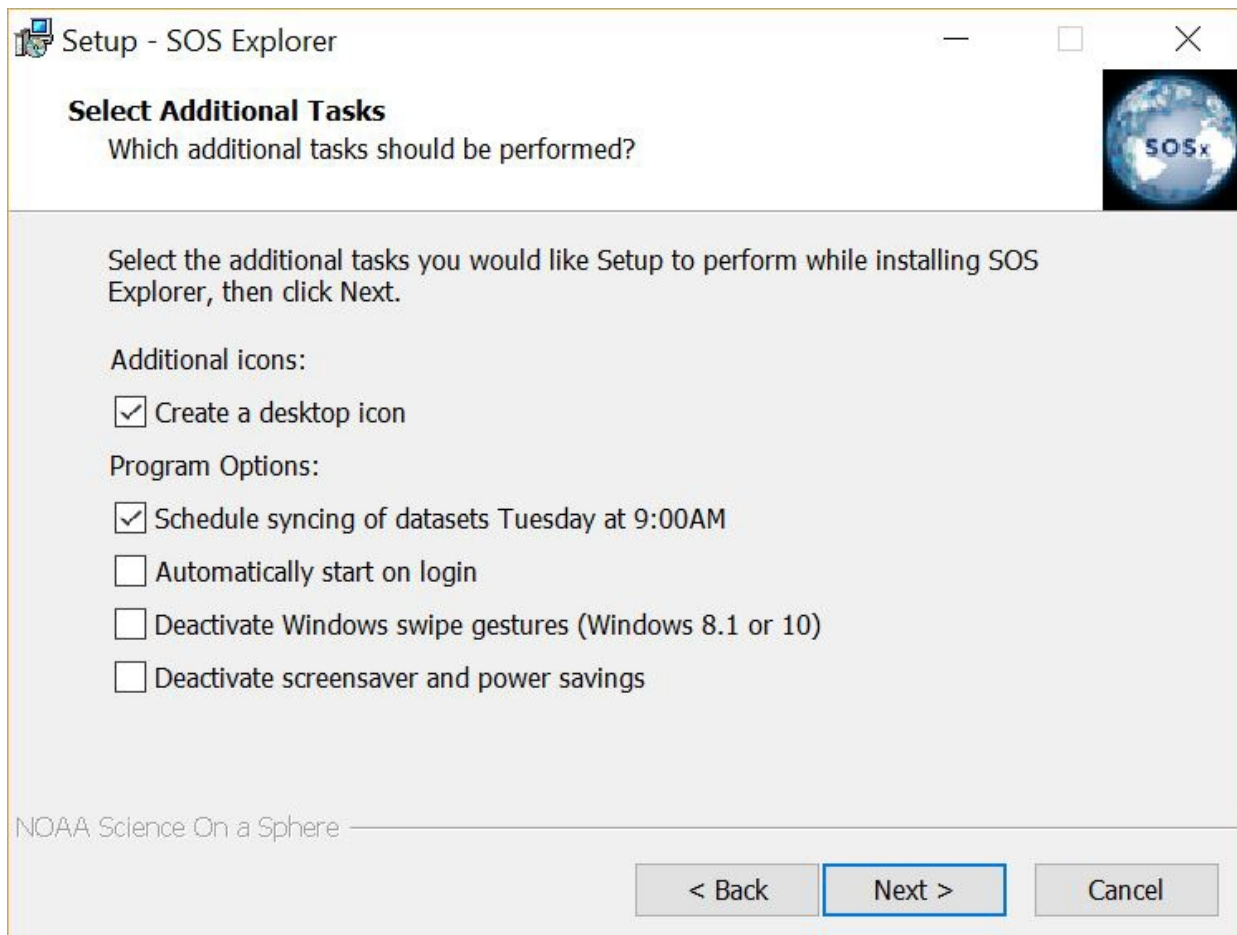 Setup - SOS Explorer
Select Additional Tasks
Which additional tasks should be performed?
SOSx
Select the additional tasks you would like Setup to perform while installing SOS
Explorer, then click Next.
Additional icons:
Create a desktop icon
Program Options:
Schedule syncing of datasets Tuesday at 9:00AM
Automatically start on login
Deactivate Windows swipe gestures (Windows 8.1 or 10)
Deactivate screensaver and power savings
NOAA Science On a Sphere
< Back Next > Cancel